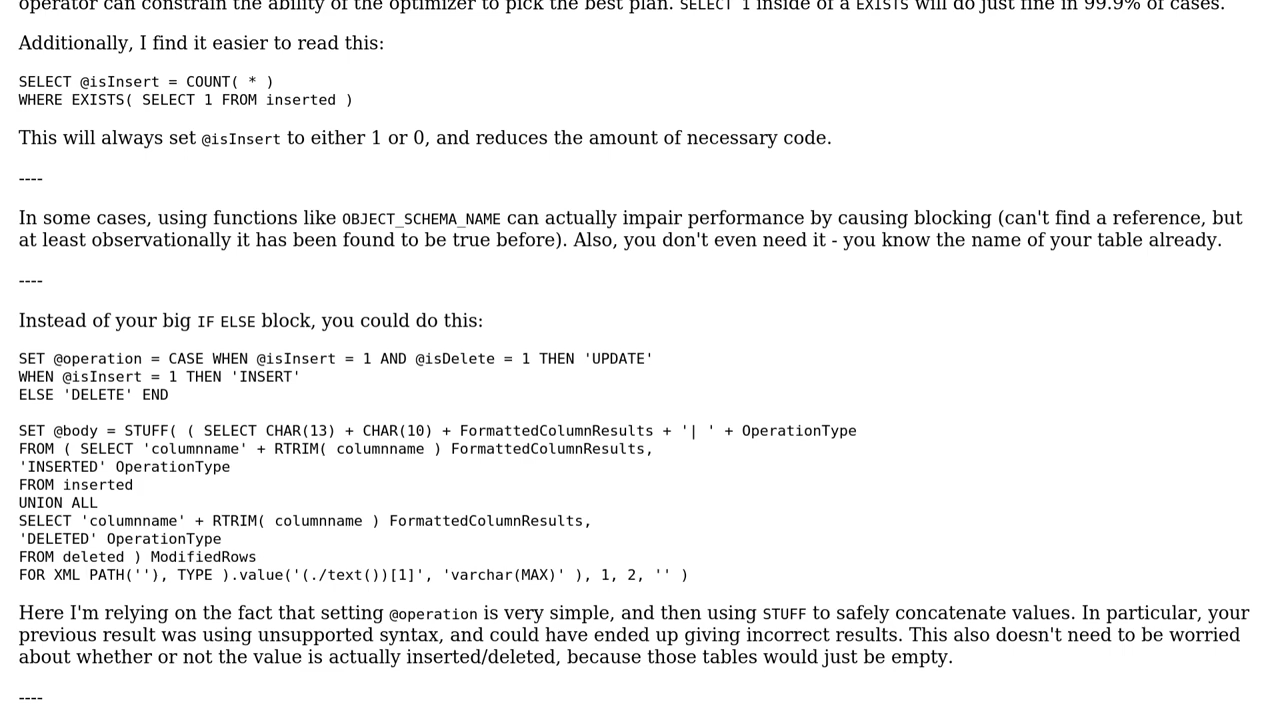 operator can constrain the ability of the optimizer to pick the best plan. SELECT 1 inside of a EXISTS will do just fine in 99.9% of cases.
Additionally, I find it easier to read this:
SELECT @isInsert = COUNT( * )
WHERE EXISTS( SELECT 1 FROM inserted )
This will always set @isInsert to either 1 or 0, and reduces the amount of necessary code.
----
In some cases, using functions like OBJECT_SCHEMA_NAME can actually impair performance by causing blocking (can't find a reference, but
at least observationally it has been found to be true before). Also, you don't even need it - you know the name of your table already.
----
Instead of your big IF ELSE block, you could do this:
SET @operation = CASE WHEN @isInsert = 1 AND @isDelete = 1 THEN 'UPDATE'
WHEN @isInsert = 1 THEN 'INSERT'
ELSE 'DELETE' END
SET @body = STUFF( ( SELECT CHAR(13) + CHAR(10) + FormattedColumnResults + '| ' + OperationType
FROM ( SELECT 'columnname' + RTRIM( columnname ) FormattedColumnResults,
'INSERTED' OperationType
FROM inserted
UNION ALL
SELECT 'columnname' + RTRIM( columnname ) FormattedColumnResults,
'DELETED' OperationType
FROM deleted ) ModifiedRows
FOR XML PATH(''), TYPE ).value('(./text())[1]', 'varchar(MAX)' ), 1, 2, '' )
Here I'm relying on the fact that setting @operation is very simple, and then using STUFF to safely concatenate values. In particular, your
previous result was using unsupported syntax, and could have ended up giving incorrect results. This also doesn't need to be worried
about whether or not the value is actually inserted/deleted, because those tables would just be empty.
----